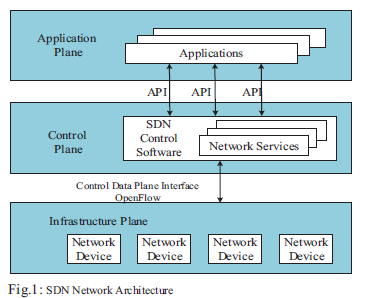 Application
Plane
Applications
API API API
Control
Plane
SDN
Control
Software
Network Services
Control Data Plane Interface
OpenFlow
Infrastructure Plane
Network Device
Network Device
Network Device
Network Device
Fig.1: SDN Network Architecture